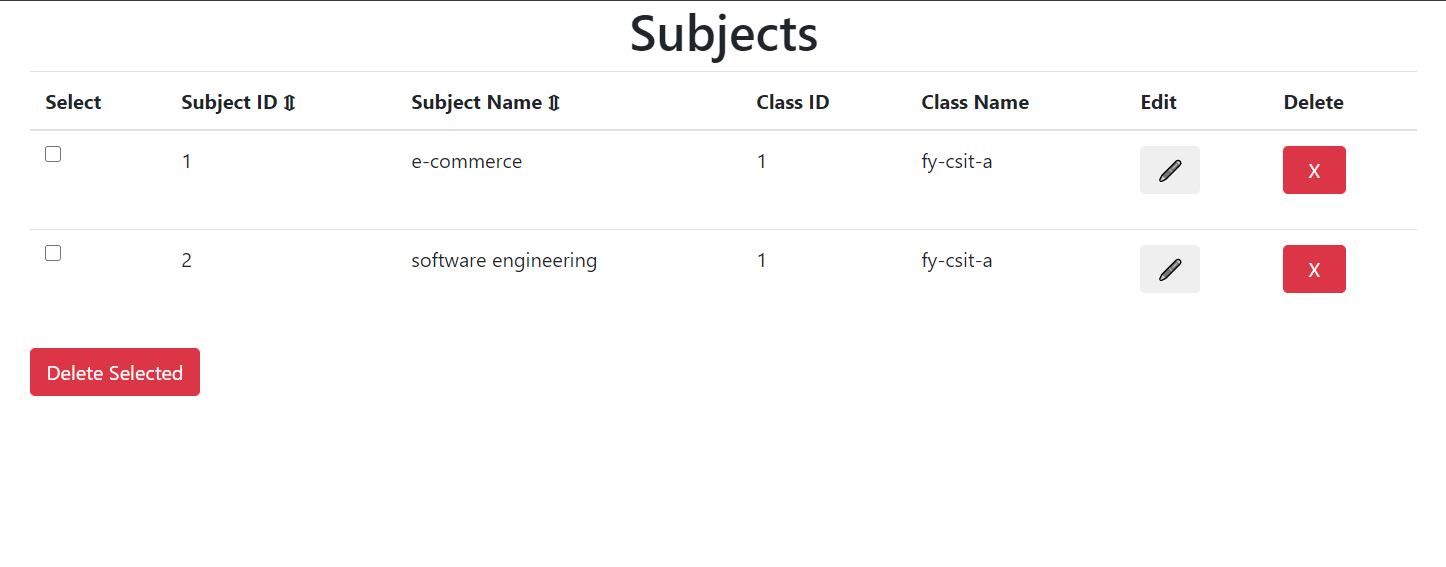 Subjects
Select Subject ID ⇕ Subject Name ⇕ Class ID Class Name Edit Delete
1 e-commerce 1 fy-csit-a X
2 software engineering 1 fy-csit-a X
Delete Selected